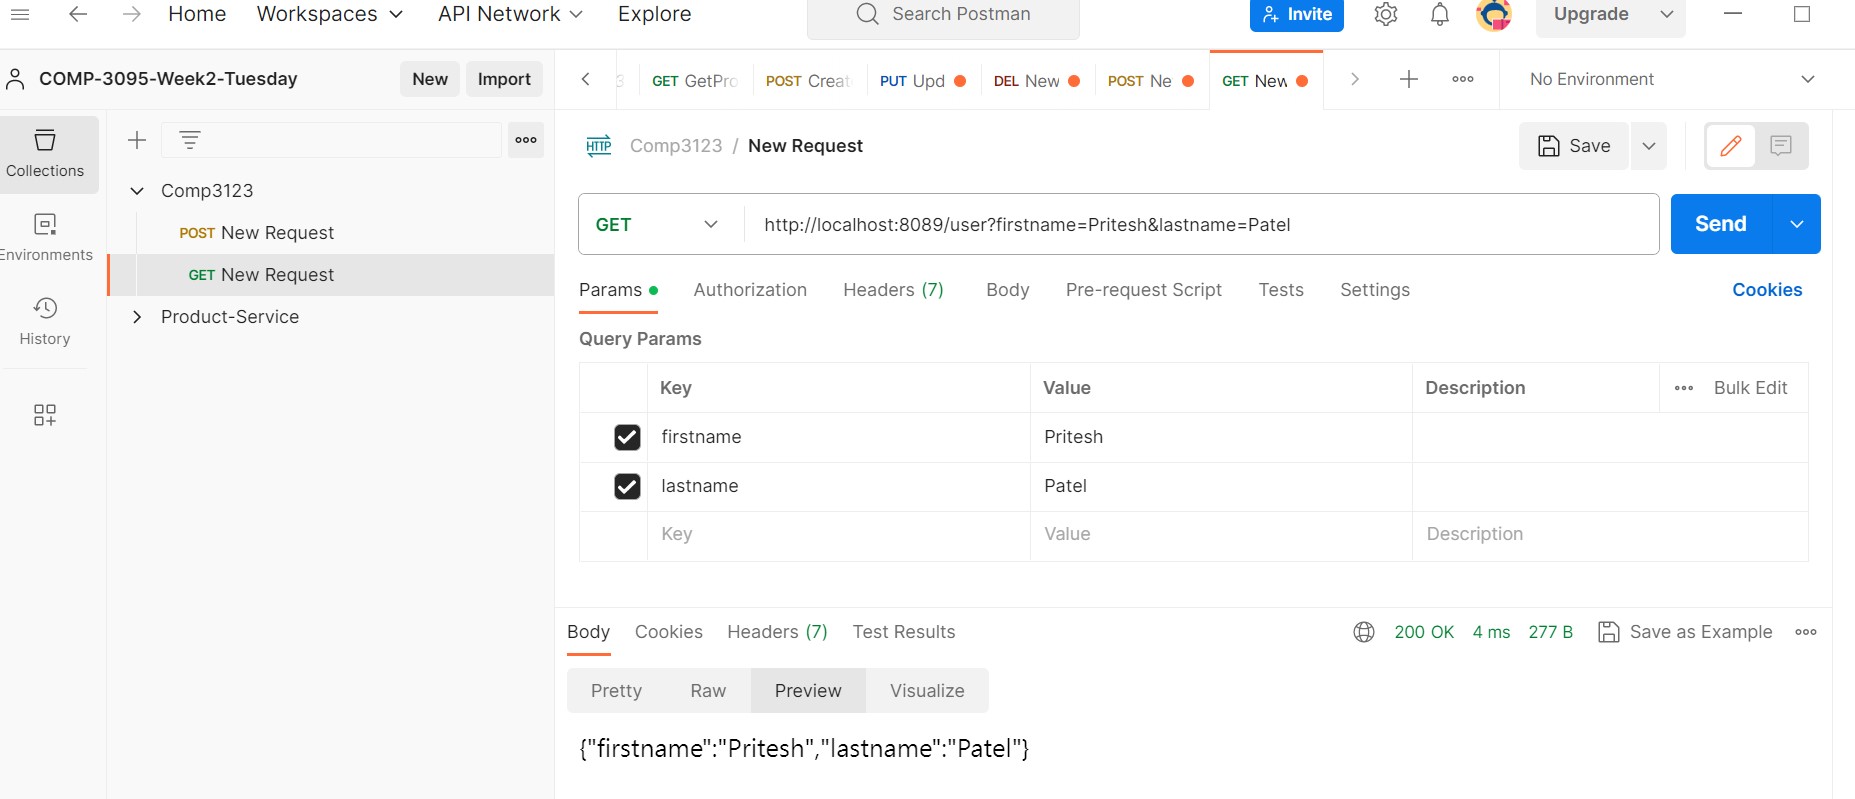 Home Workspaces API Network Explore Search Postman Invite Upgrade
COMP-3095-Week2-Tuesday New Import
GET GetPro POST Creat PUT Upd DEL New POST Ne GET New No Environment
Collections
Environments
History
Comp3123
POST New Request
GET New Request
Product-Service
HTTP Comp3123 / New Request Save
GET http://localhost:8089/user?firstname=Pritesh&lastname=Patel Send
Params Authorization Headers (7) Body Pre-request Script Tests Settings Cookies
Query Params
Key Value Description Bulk Edit
firstname Pritesh
lastname Patel
Key Value Description
Body Cookies Headers (7) Test Results 200 OK 4 ms 277 B Save as Example
Pretty Raw Preview Visualize
{"firstname":"Pritesh","lastname":"Patel"}